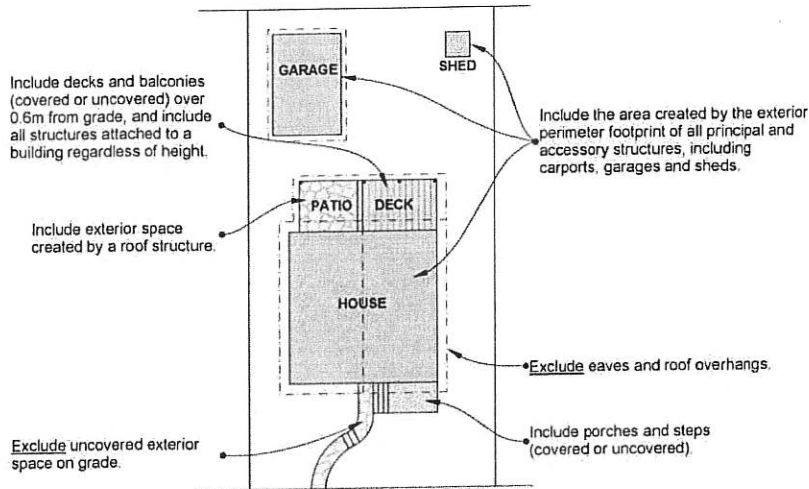 GARAGE
SHED
Include decks and balconies
(covered or uncovered) over
0.6m from grade, and include
all structures attached to a
building regardless of height.
Include the area created by the exterior
perimeter footprint of all principal and
accessory structures, including
carports, garages and sheds.
PATIO
DECK
Include exterior space
created by a roof structure.
HOUSE
Exclude eaves and roof overhangs.
Exclude uncovered exterior
space on grade.
Include porches and steps
(covered or uncovered).